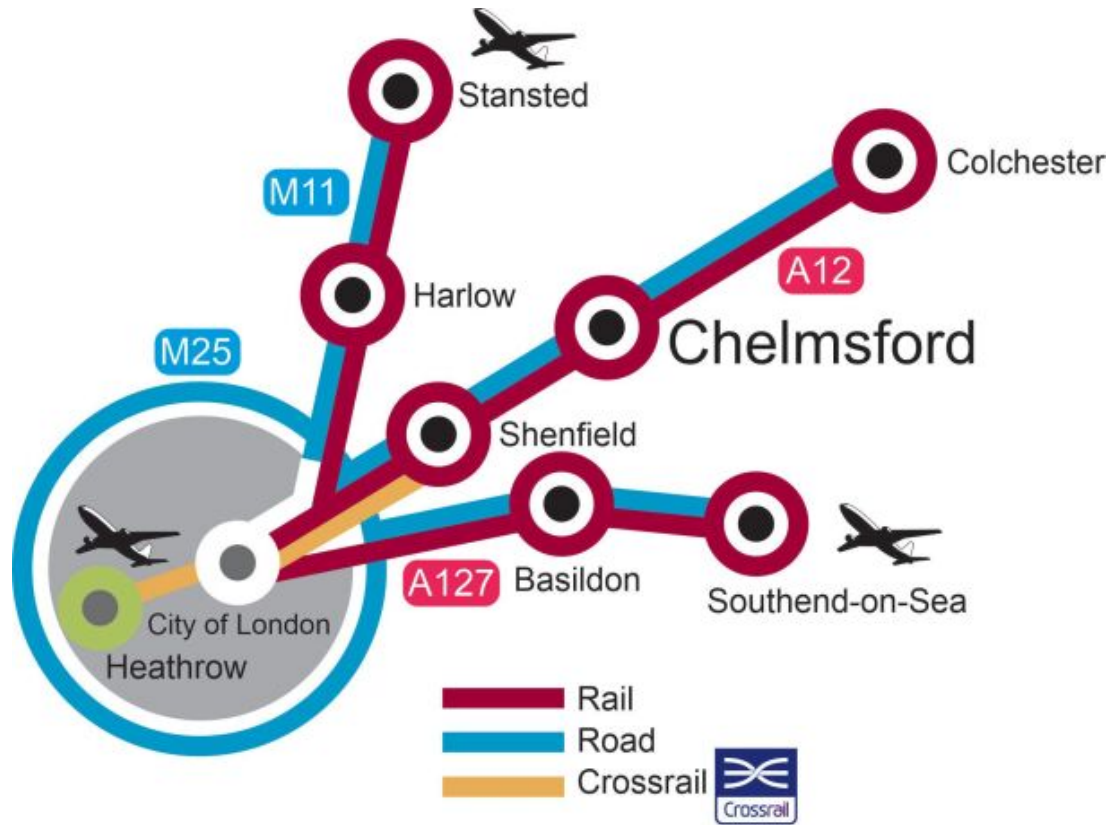 Stansted
Colchester
M11
A12
Harlow
Chelmsford
M25
Shenfield
A127
Basildon
Southend-on-Sea
City of London
Heathrow
Rail
Road
Crossrail
Crossrail